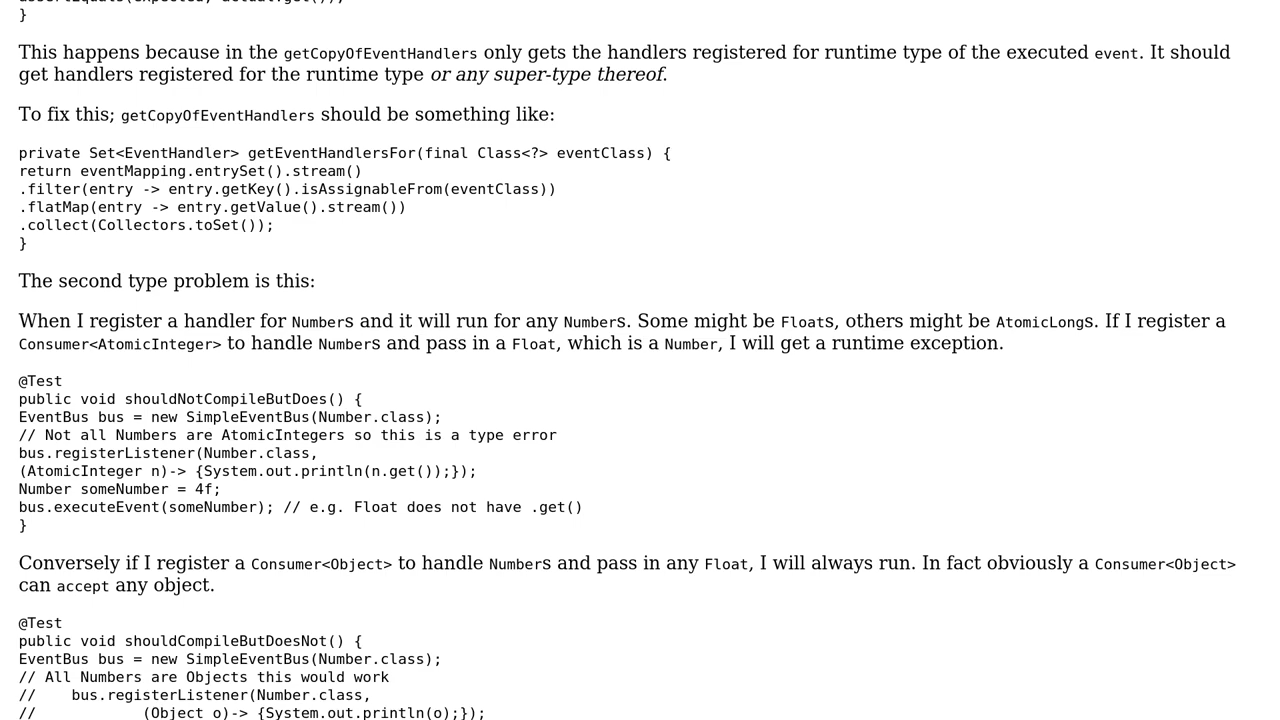 }
This happens because in the getCopyOfEventHandlers only gets the handlers registered for runtime type of the executed event. It should
get handlers registered for the runtime type or any super-type thereof.
To fix this; getCopyOfEventHandlers should be something like:
private Set<EventHandler> getEventHandlersFor(final Class<?> eventClass) {
return eventMapping.entrySet().stream()
.filter(entry -> entry.getKey().isAssignableFrom(eventClass))
.flatMap(entry -> entry.getValue().stream())
.collect(Collectors.toSet());
}
The second type problem is this:
When I register a handler for Numbers and it will run for any Numbers. Some might be Floats, others might be AtomicLongs. If I register a
Consumer<AtomicInteger> to handle Numbers and pass in a Float, which is a Number, I will get a runtime exception.
@Test
public void shouldNotCompileButDoes() {
EventBus bus = new SimpleEventBus(Number.class);
// Not all Numbers are AtomicIntegers so this is a type error
bus.registerListener(Number.class,
(AtomicInteger n)-> {System.out.println(n.get());});
Number someNumber = 4f;
bus.executeEvent(someNumber); // e.g. Float does not have .get()
}
Conversely if I register a Consumer<Object> to handle Numbers and pass in any Float, I will always run. In fact obviously a Consumer<Object>
can accept any object.
@Test
public void shouldCompileButDoesNot() {
EventBus bus = new SimpleEventBus(Number.class);
// All Numbers are Objects this would work
//    bus.registerListener(Number.class,
//            (Object o)-> {System.out.println(o);});